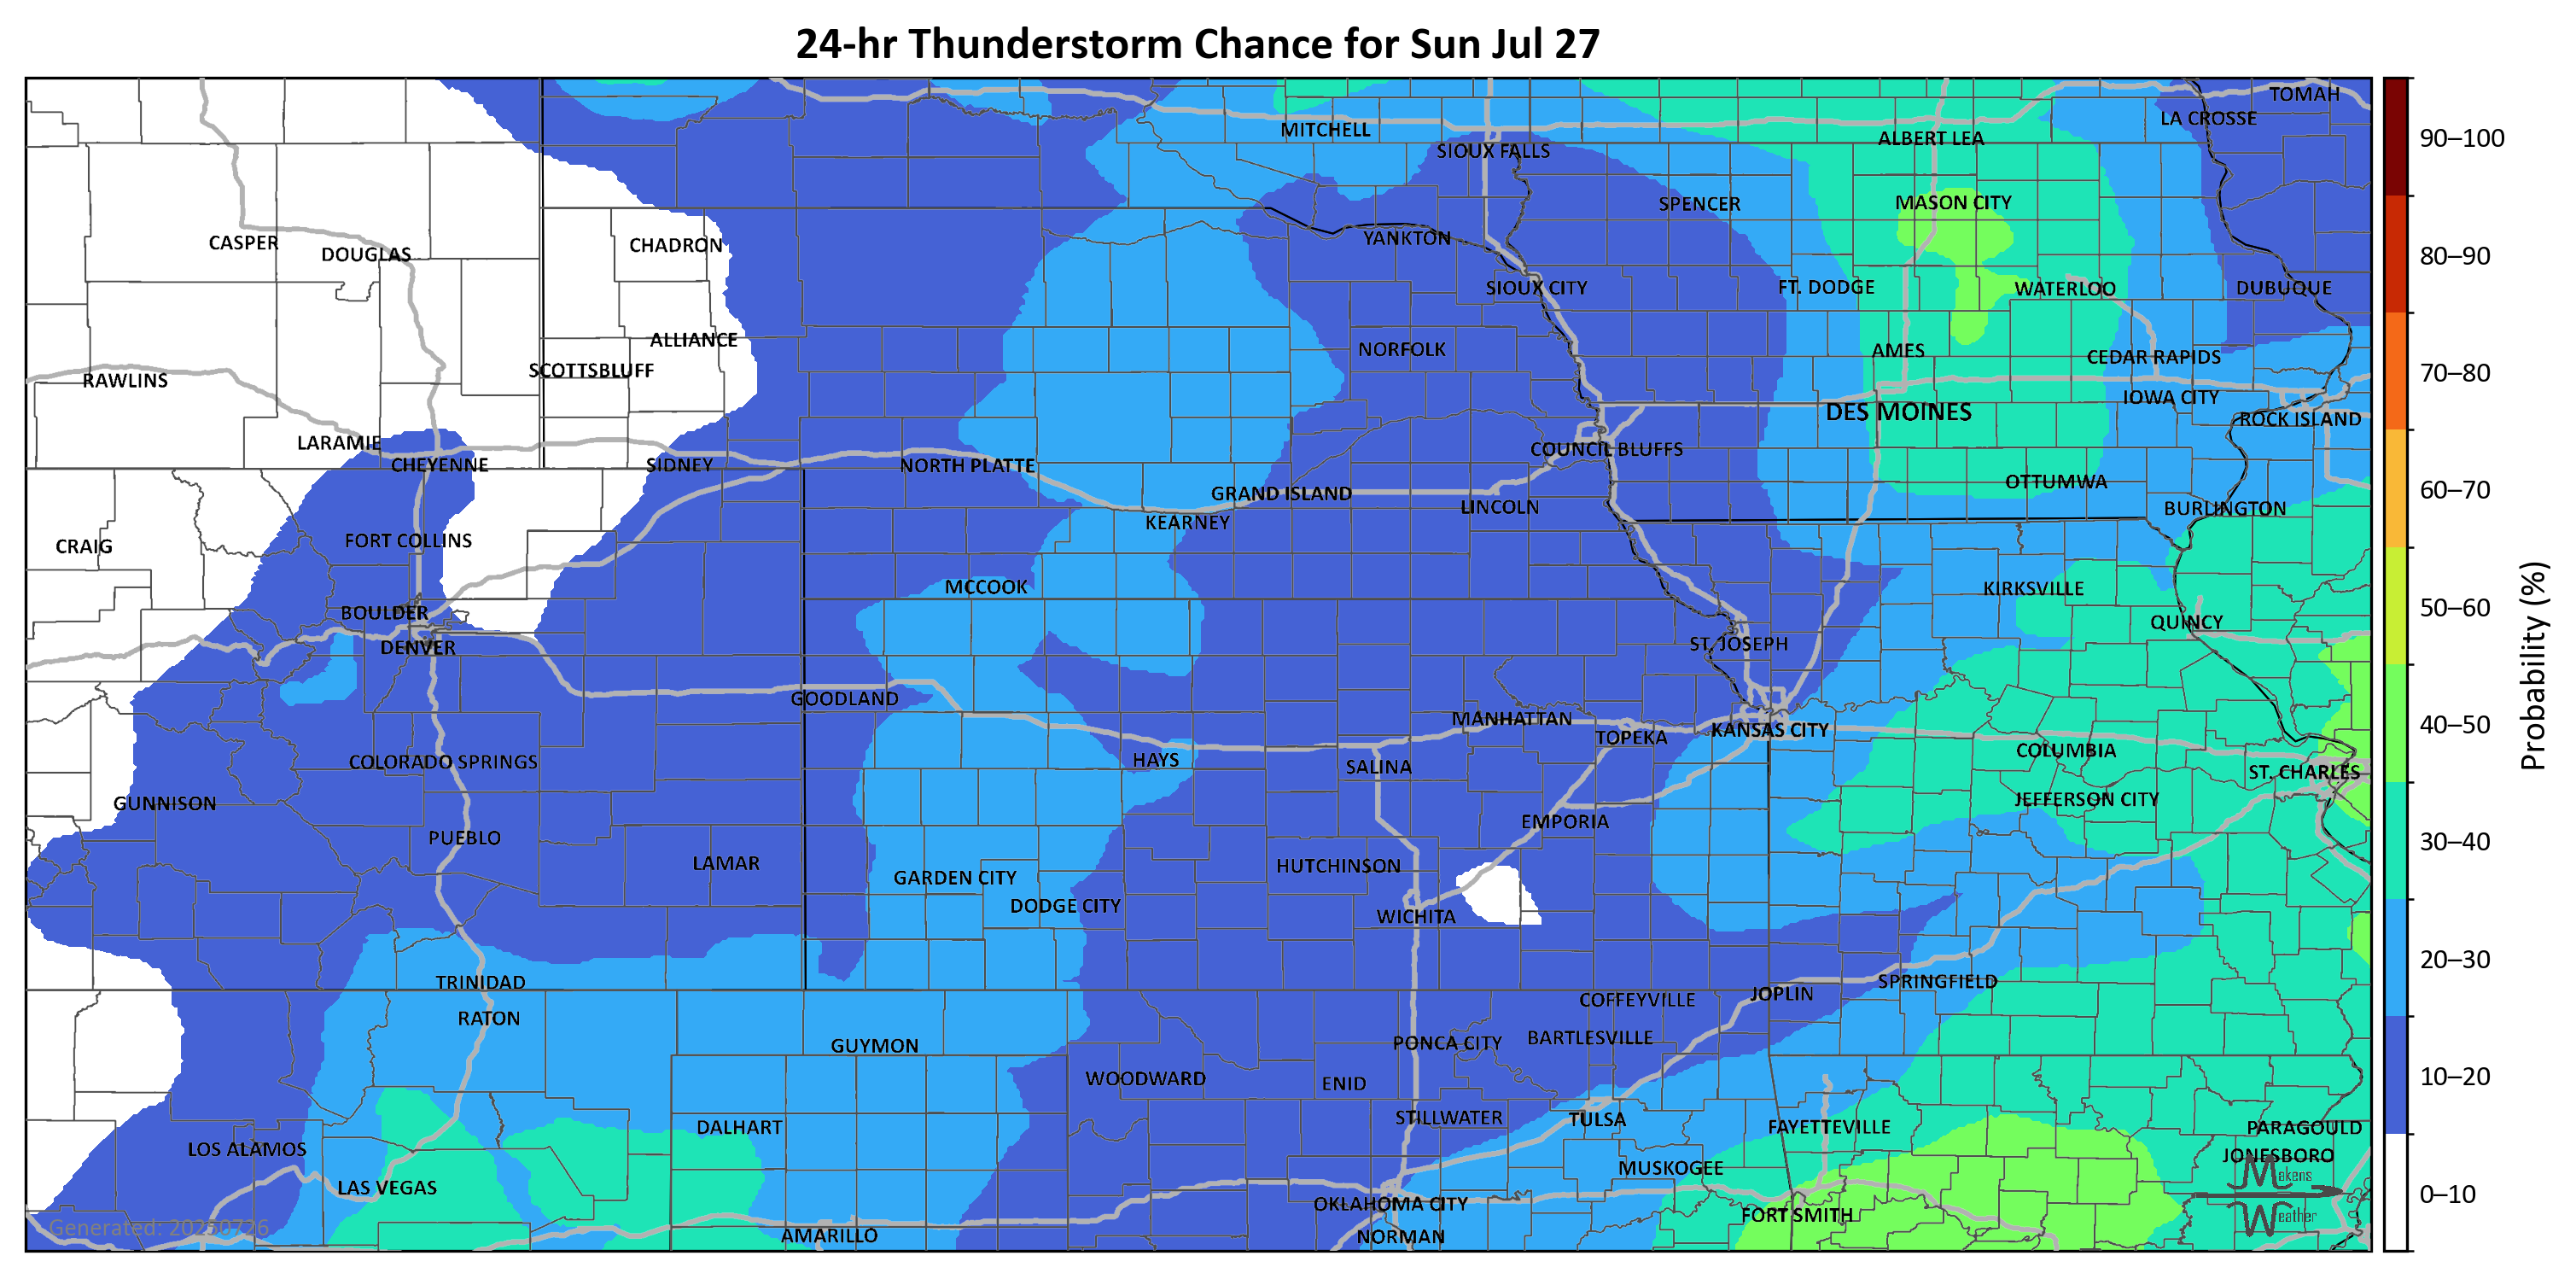 24-hr Thunderstorm Chance for Sun Jul 27
TOMAH
LA CROSSE
MITCHELL
ALBERT LEA
SIOUX FALLS
SPENCER
MASON CITY
CASPER
DOUGLAS
CHADRON
YANKTON
SIOUX CITY
FT. DODGE
WATERLOO
DUBUQUE
ALLIANCE
NORFOLK
AMES
CEDAR RAPIDS
RAWLINS
SCOTTSBLUFF
IOWA CITY
DES MOINES
ROCK ISLAND
LARAMIE
COUNCIL BLUFFS
CHEYENNE
SIDNEY
NORTH PLATTE
OTTUMWA
GRAND ISLAND
LINCOLN
BURLINGTON
KEARNEY
FORT COLLINS
CRAIG
MCCOOK
KIRKSVILLE
BOULDER
QUINCY
DENVER
ST. JOSEPH
GOODLAND
MANHATTAN
TOPEKA
KANSAS CITY
COLUMBIA
COLORADO SPRINGS
HAYS
SALINA
ST. CHARLES
GUNNISON
JEFFERSON CITY
EMPORIA
PUEBLO
LAMAR
HUTCHINSON
GARDEN CITY
DODGE CITY
WICHITA
TRINIDAD
SPRINGFIELD
COFFEYVILLE
JOPLIN
RATON
BARTLESVILLE
GUYMON
PONCA CITY
WOODWARD
ENID
STILLWATER
TULSA
DALHART
FAYETTEVILLE
PARAGOULD
LOS ALAMOS
JONESBORO
MUSKOGEE
LAS VEGAS
OKLAHOMA CITY
FORT SMITH
AMARILLO
NORMAN
Generated: 20250726
Makens
Weather
90–100
80–90
70–80
60–70
50–60
40–50
30–40
20–30
10–20
0–10
Probability (%)